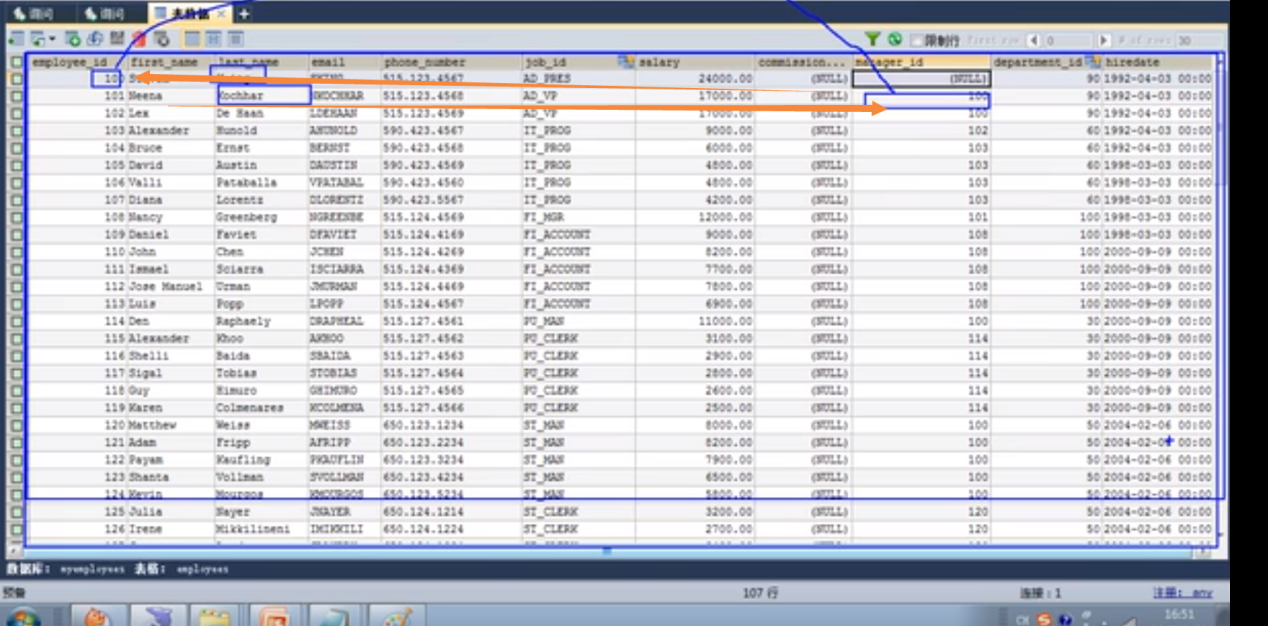 询问 询问 表数据
限制行 First row 0 # of rows 30
employee_id first_name last_name email phone_number job_id salary commission... manager_id department_id hiredate
100 515.123.4567 AD_PRES 24000.00 (NULL) (NULL) 90 1992-04-03 00:00
101 Neena Kochhar NKOCHHAR 515.123.4568 AD_VP 17000.00 (NULL) 100 90 1992-04-03 00:00
102 Lex De Haan LDEHAAN 515.123.4569 AD_VP 17000.00 (NULL) 100 90 1992-04-03 00:00
103 Alexander Hunold AHUNOLD 590.423.4567 IT_PROG 9000.00 (NULL) 102 60 1992-04-03 00:00
104 Bruce Ernst BERNST 590.423.4568 IT_PROG 6000.00 (NULL) 103 60 1992-04-03 00:00
105 David Austin DAUSTIN 590.423.4569 IT_PROG 4800.00 (NULL) 103 60 1998-03-03 00:00
106 Valli Pataballa VPATABAL 590.423.4560 IT_PROG 4800.00 (NULL) 103 60 1998-03-03 00:00
107 Diana Lorentz DLORENTZ 590.423.5567 IT_PROG 4200.00 (NULL) 103 60 1998-03-03 00:00
108 Nancy Greenberg NGREENBE 515.124.4569 FI_MGR 12000.00 (NULL) 101 100 1998-03-03 00:00
109 Daniel Faviet DFAVIET 515.124.4169 FI_ACCOUNT 9000.00 (NULL) 108 100 1998-03-03 00:00
110 John Chen JCHEN 515.124.4269 FI_ACCOUNT 8200.00 (NULL) 108 100 2000-09-09 00:00
111 Ismael Sciarra ISCIARRA 515.124.4369 FI_ACCOUNT 7700.00 (NULL) 108 100 2000-09-09 00:00
112 Jose Manuel Urman JMURMAN 515.124.4469 FI_ACCOUNT 7800.00 (NULL) 108 100 2000-09-09 00:00
113 Luis Popp LPOPP 515.124.4567 FI_ACCOUNT 6900.00 (NULL) 108 100 2000-09-09 00:00
114 Den Raphaely DRAPHEAL 515.127.4561 PU_MAN 11000.00 (NULL) 100 30 2000-09-09 00:00
115 Alexander Khoo AKHOO 515.127.4562 PU_CLERK 3100.00 (NULL) 114 30 2000-09-09 00:00
116 Shelli Baida SBAIDA 515.127.4563 PU_CLERK 2900.00 (NULL) 114 30 2000-09-09 00:00
117 Sigal Tobias STOBIAS 515.127.4564 PU_CLERK 2800.00 (NULL) 114 30 2000-09-09 00:00
118 Guy Himuro GHIMURO 515.127.4565 PU_CLERK 2600.00 (NULL) 114 30 2000-09-09 00:00
119 Karen Colmenares KCOLMENA 515.127.4566 PU_CLERK 2500.00 (NULL) 114 30 2000-09-09 00:00
120 Matthew Weiss MWEISS 650.123.1234 ST_MAN 8000.00 (NULL) 100 50 2004-02-06 00:00
121 Adam Fripp AFRIPP 650.123.2234 ST_MAN 8200.00 (NULL) 100 50 2004-02-06 00:00
122 Payam Kaufling PKAUFLIN 650.123.3234 ST_MAN 7900.00 (NULL) 100 50 2004-02-06 00:00
123 Shanta Vollman SVOLLMAN 650.123.4234 ST_MAN 6500.00 (NULL) 100 50 2004-02-06 00:00
124 Kevin Mourgos KMOURGOS 650.123.5234 ST_MAN 5800.00 (NULL) 100 50 2004-02-06 00:00
125 Julia Nayer JNAYER 650.124.1214 ST_CLERK 3200.00 (NULL) 120 50 2004-02-06 00:00
126 Irene Mikkilineni IMIKKILI 650.124.1224 ST_CLERK 2700.00 (NULL) 120 50 2004-02-06 00:00
数据库： myemployees 表格： employees
预备 107 行 连接：1 注册： any
CH 16:51